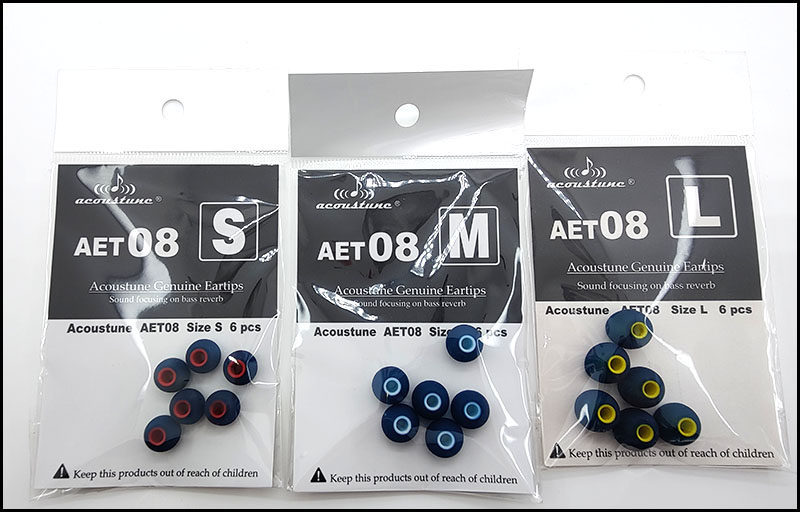 acoustune®
AET08 S
Acoustune Genuine Eartips
Sound focusing on bass reverb
Acoustune AET08 Size S 6 pcs
Keep this products out of reach of children
acoustune®
AET08 M
Acoustune Genuine Eartips
Sound focusing on bass reverb
Acoustune AET08 6 pcs
Keep this products out of reach of children
acoustune®
AET08 L
Acoustune Genuine Eartips
Sound focusing on bass reverb
Acoustune AET08 Size L 6 pcs
Keep this products out of reach of children